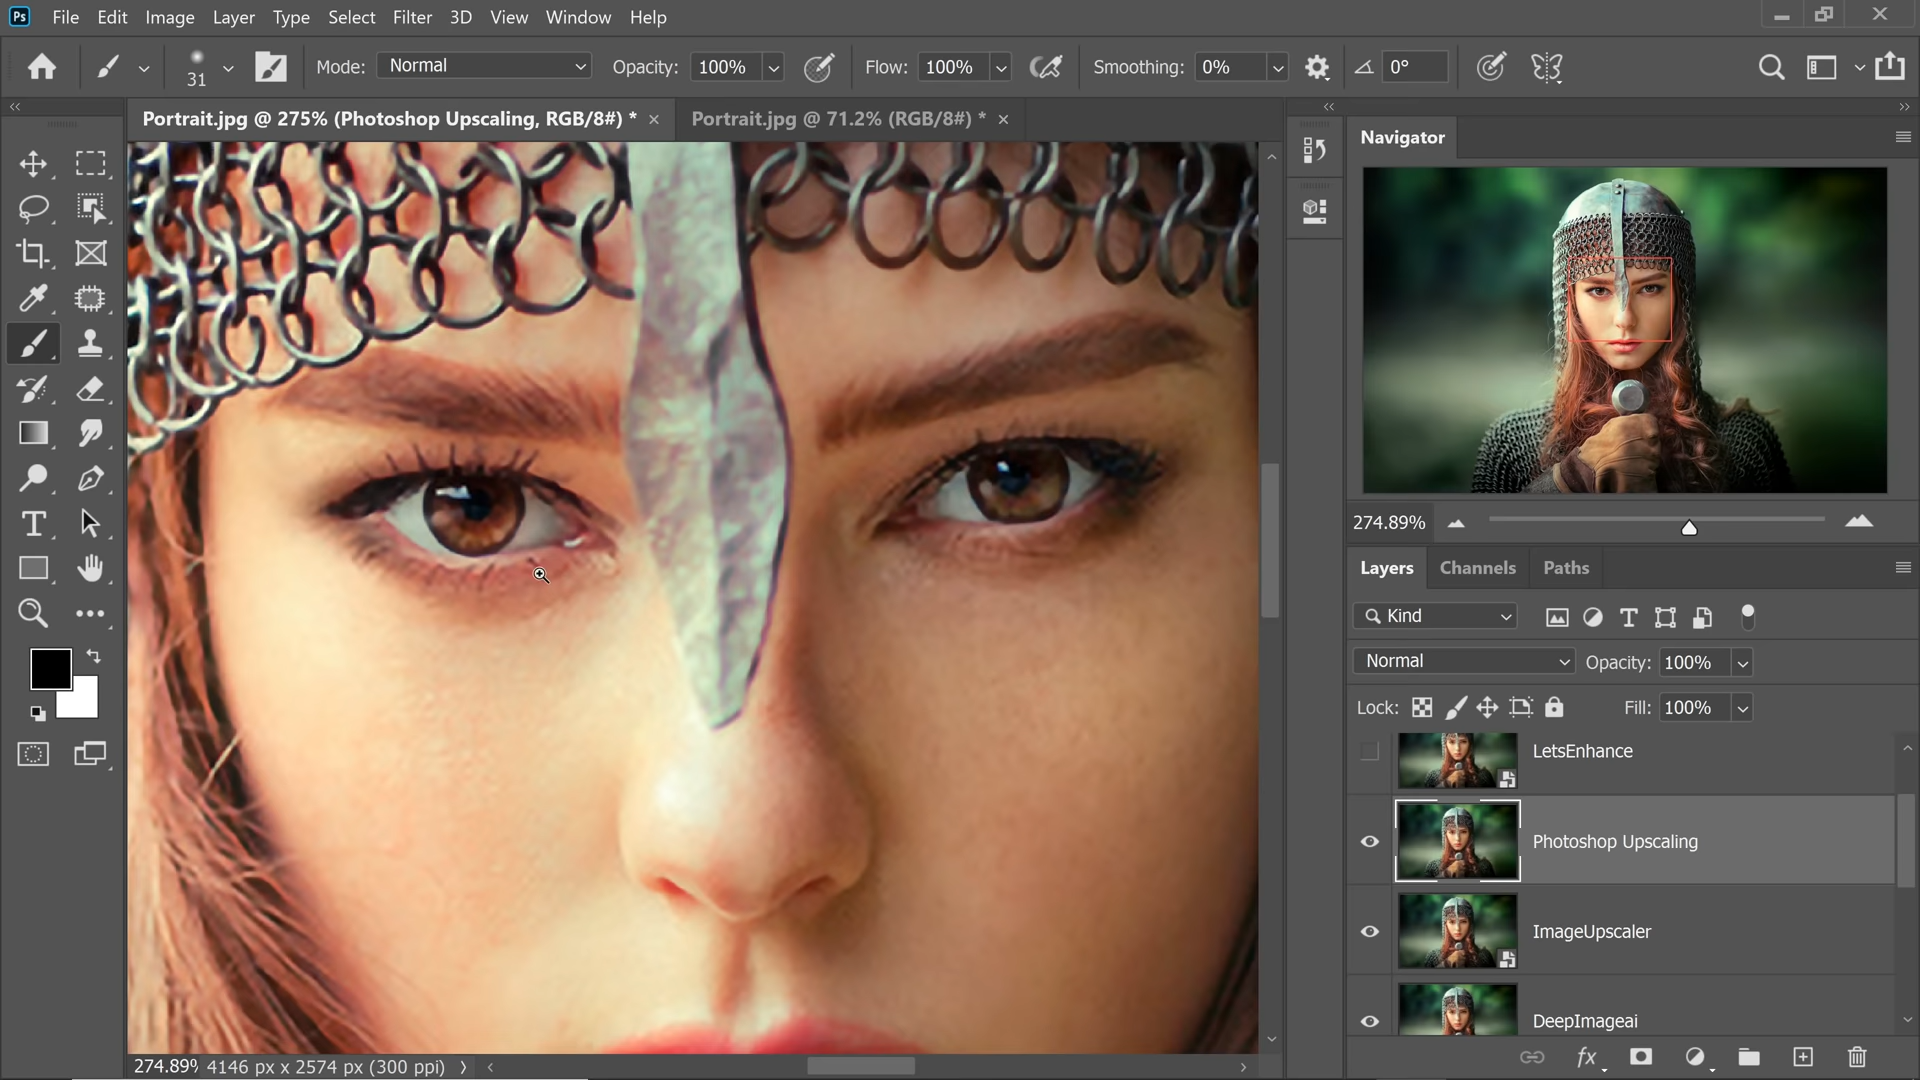 Ps File Edit Image Layer Type Select Filter 3D View Window Help
31 Mode: Normal Opacity: 100% Flow: 100% Smoothing: 0% 0°
Portrait.jpg @ 275% (Photoshop Upscaling, RGB/8#) * Portrait.jpg @ 71.2% (RGB/8#) *
Navigator
274.89%
Layers Channels Paths
Kind
Normal Opacity: 100%
Lock: Fill: 100%
LetsEnhance
Photoshop Upscaling
ImageUpscaler
DeepImageai
fx
274.89% 4146 px x 2574 px (300 ppi)